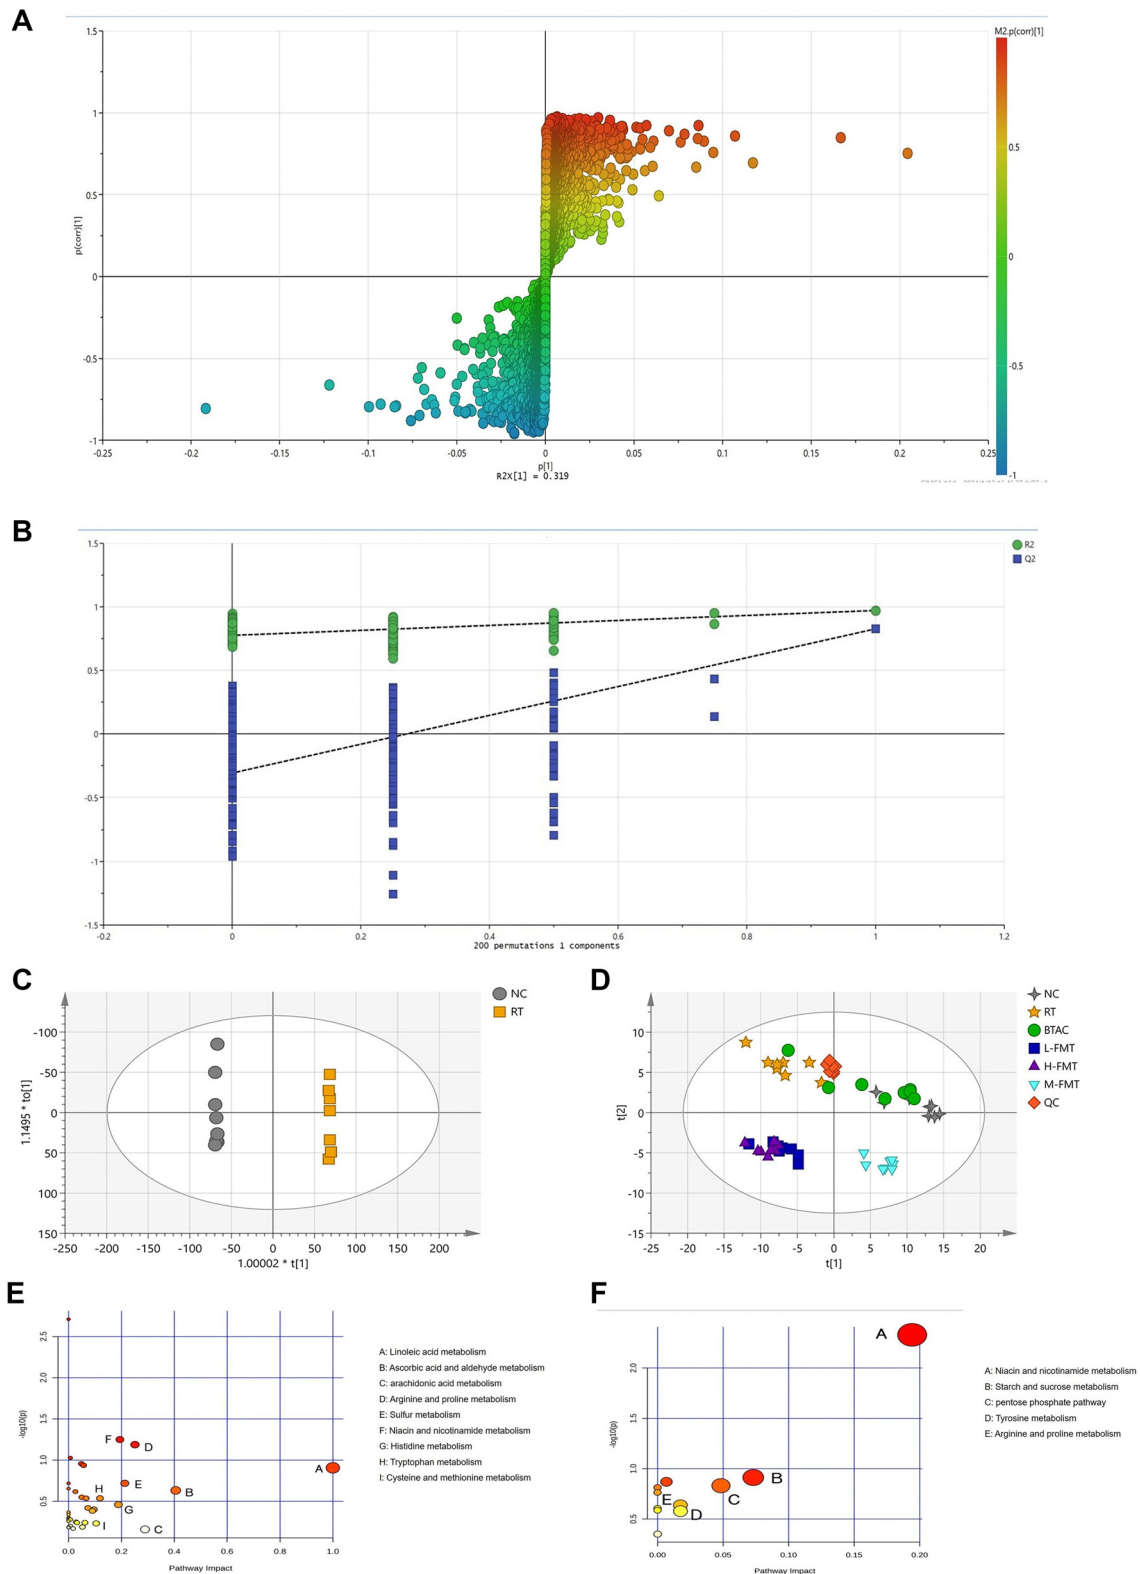 A
M2.p(corr)[1]
1.5
1
0.5
0
-0.5
-1
p(corr)[1]
0.5
0
-0.5
-1
-0.25
-0.2
-0.15
-0.1
-0.05
0
0.05
0.1
0.15
0.2
0.25
p[1]
R2X[1] = 0.319
B
1.5
1
0.5
0
-0.5
-1
-1.5
R2
Q2
-0.2
0
0.2
0.4
0.6
0.8
1
1.2
200 permutations 1 components
C
NC
RT
-100
-50
0
50
100
150
1.1495 * to[1]
-250
-200
-150
-100
-50
0
50
100
150
200
1.00002 * t[1]
D
NC
RT
BTAC
L-FMT
H-FMT
M-FMT
QC
10
5
0
-5
-10
-15
t[2]
-25
-20
-15
-10
-5
0
5
10
15
20
t[1]
E
2.5
2.0
1.5
1.0
0.5
-log10(p)
F
D
A
E
B
H
G
I
C
0.0
0.2
0.4
0.6
0.8
1.0
Pathway Impact
A: Linoleic acid metabolism
B: Ascorbic acid and aldehyde metabolism
C: arachidonic acid metabolism
D: Arginine and proline metabolism
E: Sulfur metabolism
F: Niacin and nicotinamide metabolism
G: Histidine metabolism
H: Tryptophan metabolism
I: Cysteine and methionine metabolism
F
2.0
1.5
1.0
0.5
-log10(p)
A
B
C
E
D
0.00
0.05
0.10
0.15
0.20
Pathway Impact
A: Niacin and nicotinamide metabolism
B: Starch and sucrose metabolism
C: pentose phosphate pathway
D: Tyrosine metabolism
E: Arginine and proline metabolism